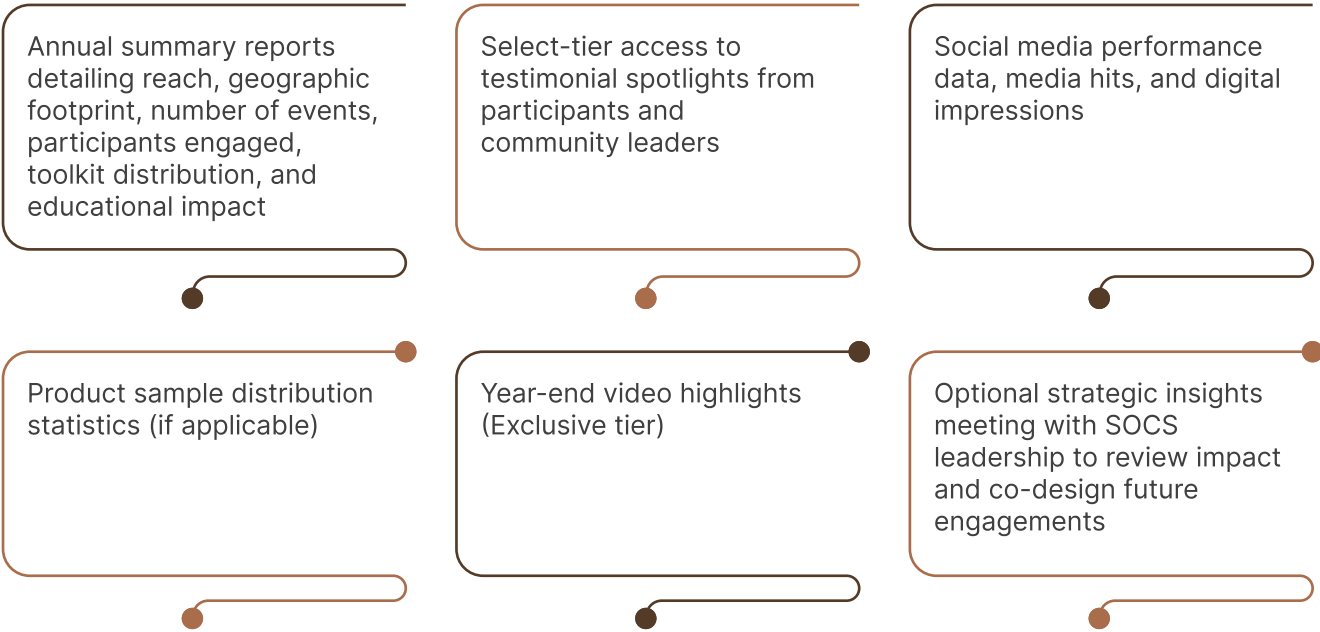 Annual summary reports
detailing reach, geographic
footprint, number of events,
participants engaged,
toolkit distribution, and
educational impact
Select-tier access to
testimonial spotlights from
participants and
community leaders
Social media performance
data, media hits, and digital
impressions
Product sample distribution
statistics (if applicable)
Year-end video highlights
(Exclusive tier)
Optional strategic insights
meeting with SOCS
leadership to review impact
and co-design future
engagements